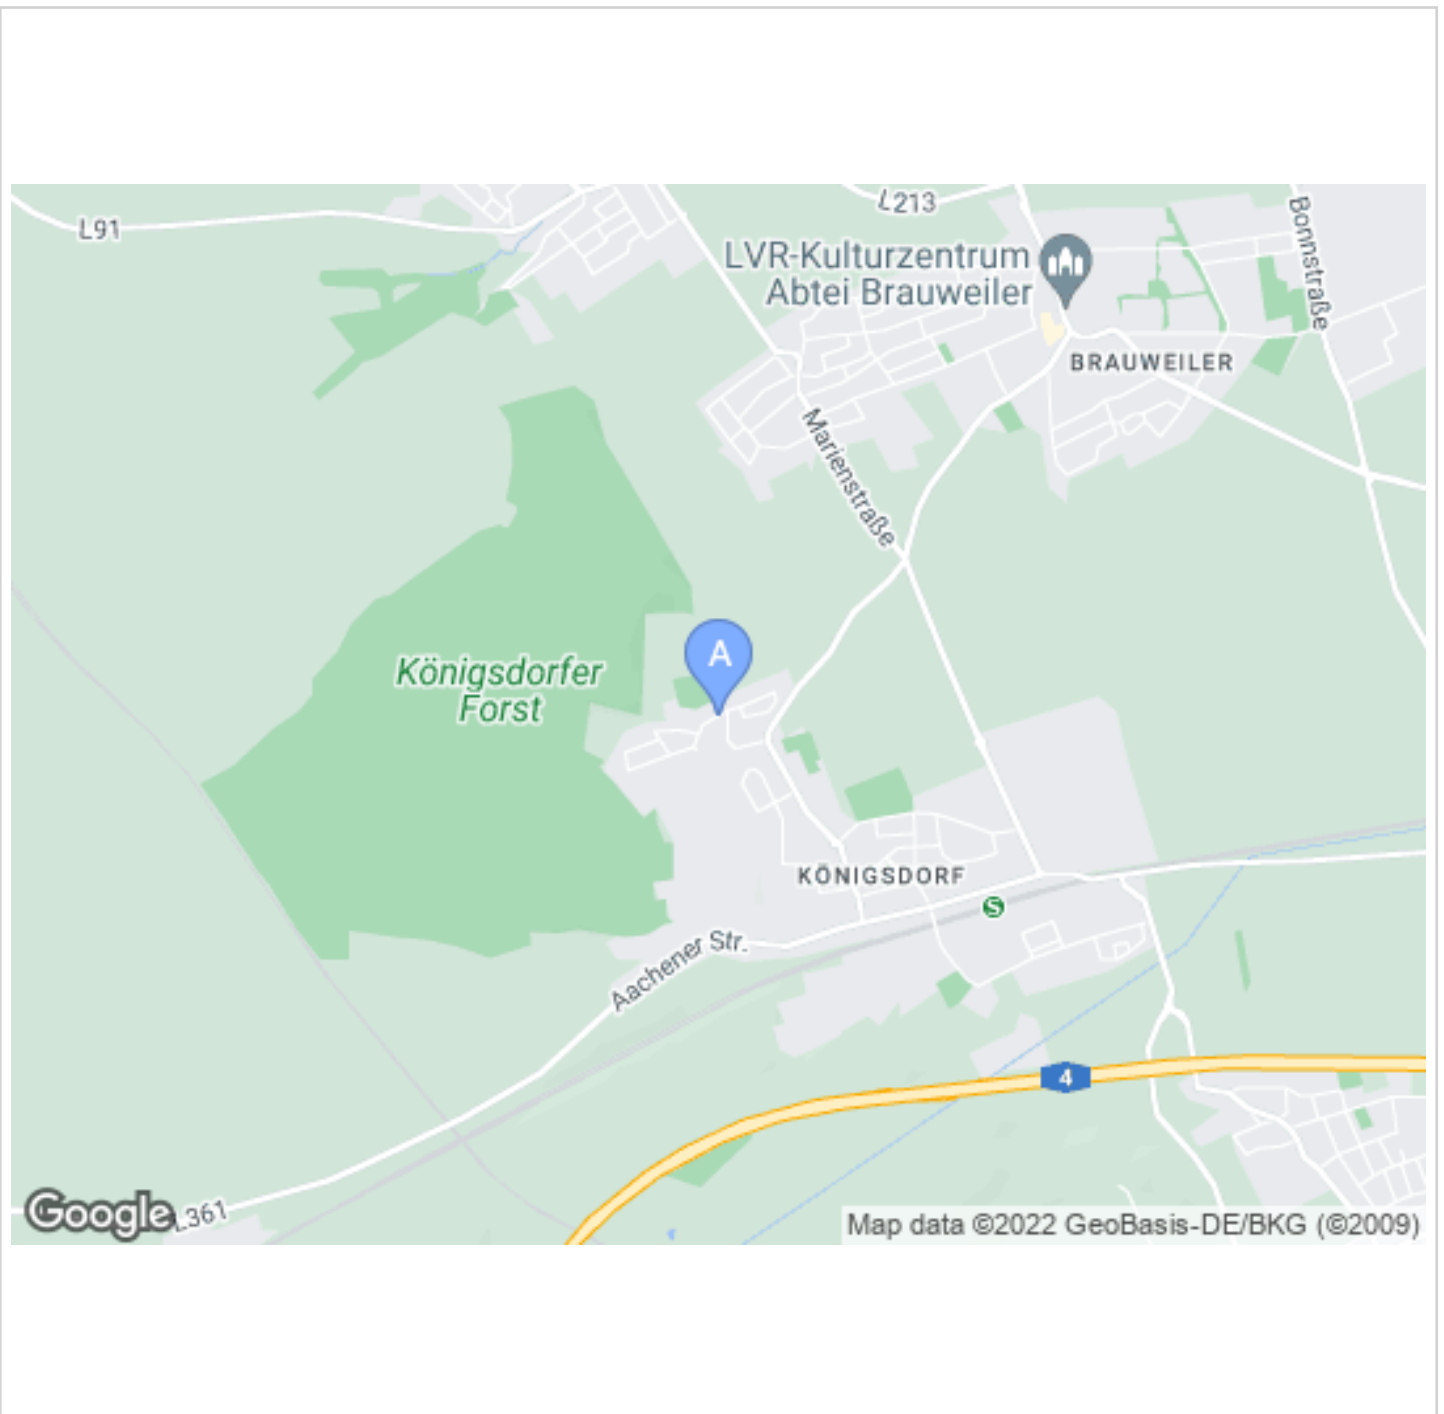 L91
L213
Bonnstraße
LVR-Kulturzentrum
Abtei Brauweiler
BRAUWEILER
Marienstraße
Königsdorfer
Forst
A
KÖNIGSDORF
S
Aachener Str.
4
Google
L361
Map data ©2022 GeoBasis-DE/BKG (©2009)